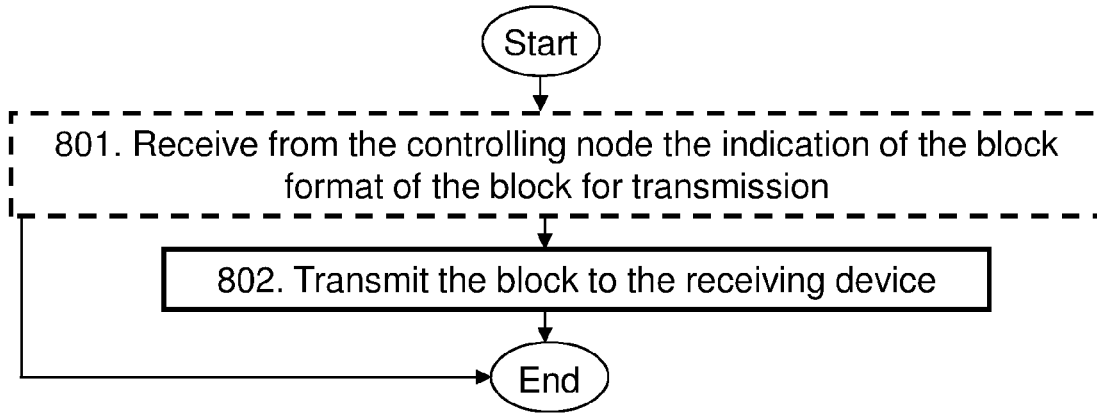 Start
801. Receive from the controlling node the indication of the block
format of the block for transmission
802. Transmit the block to the receiving device
End